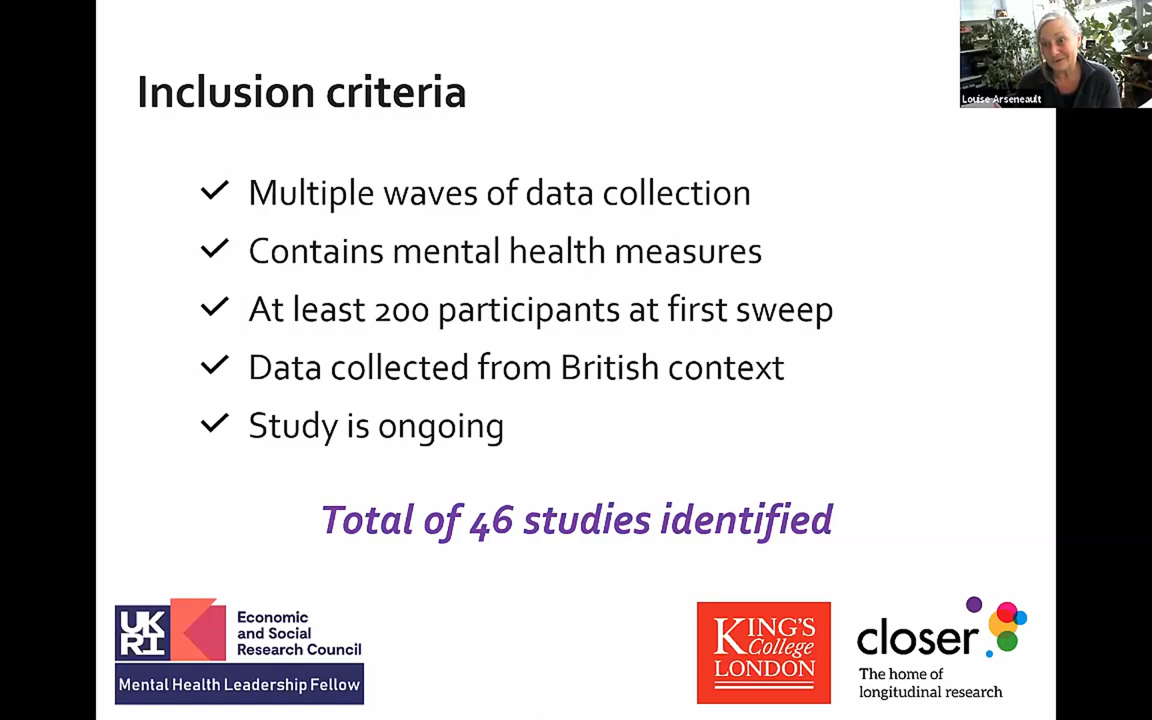 Inclusion criteria
Louise Arseneault
Multiple waves of data collection
Contains mental health measures
At least 200 participants at first sweep
Data collected from British context
Study is ongoing
Total of 46 studies identified
UK
RI
Economic
and Social
Research Council
Mental Health Leadership Fellow
KING'S
College
LONDON
closer
The home of
longitudinal research